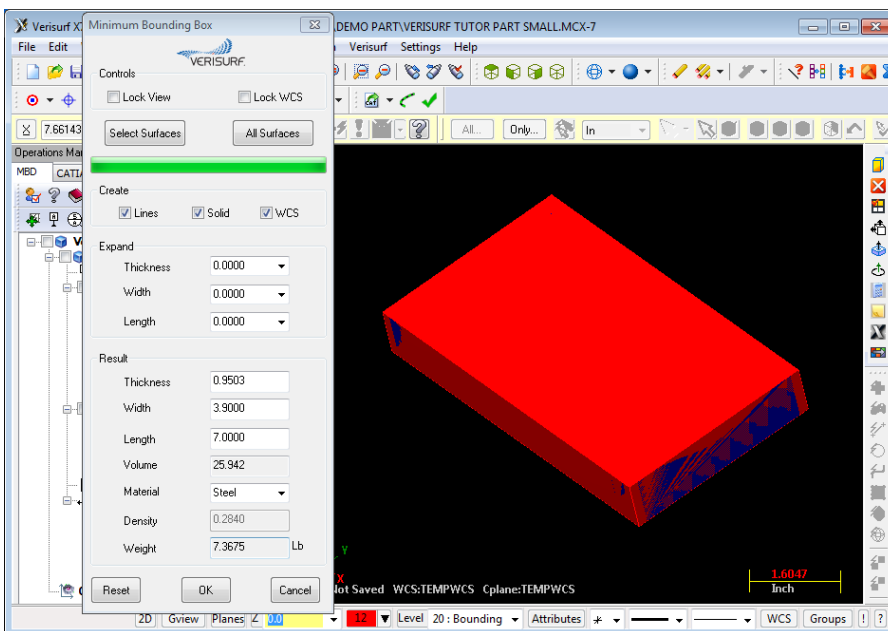 Verisurf X
Minimum Bounding Box
DEMO PART\VERISURF TUTOR PART SMALL.MCX-7
File Edit
Verisurf Settings Help
VERISURF
Controls
Lock View
Lock WCS
7.66143
Select Surfaces
All Surfaces
All...
Only...
In
Operations Ma
MBD
CATIA
Create
Lines
Solid
WCS
Expand
Thickness 0.0000
Width 0.0000
Length 0.0000
Result
Thickness 0.9503
Width 3.9000
Length 7.0000
Volume 25.942
Material Steel
Density 0.2840
Weight 7.3675 Lb
Reset
OK
Cancel
Y
X
Not Saved WCS:TEMPWCS Cplane:TEMPWCS
1.6047
Inch
2D Gview Planes Z 0.0 12 Level 20 : Bounding Attributes WCS Groups ! ?